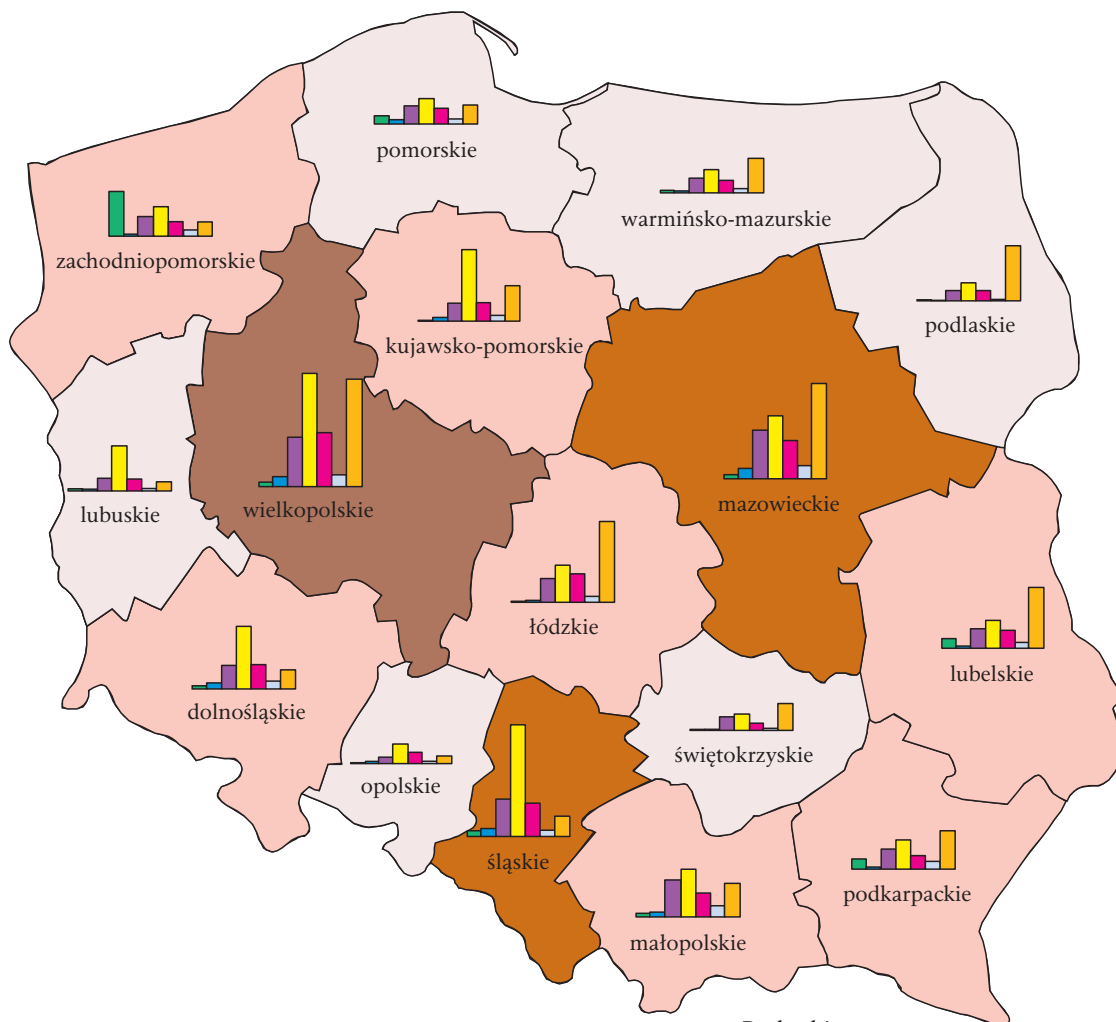 pomorskie
warmińsko-mazurskie
zachodniopomorskie
podlaskie
kujawsko-pomorskie
lubuskie
wielkopolskie
mazowieckie
łódzkie
lubelskie
dolnośląskie
świętokrzyskie
opolskie
śląskie
podkarpackie
małopolskie